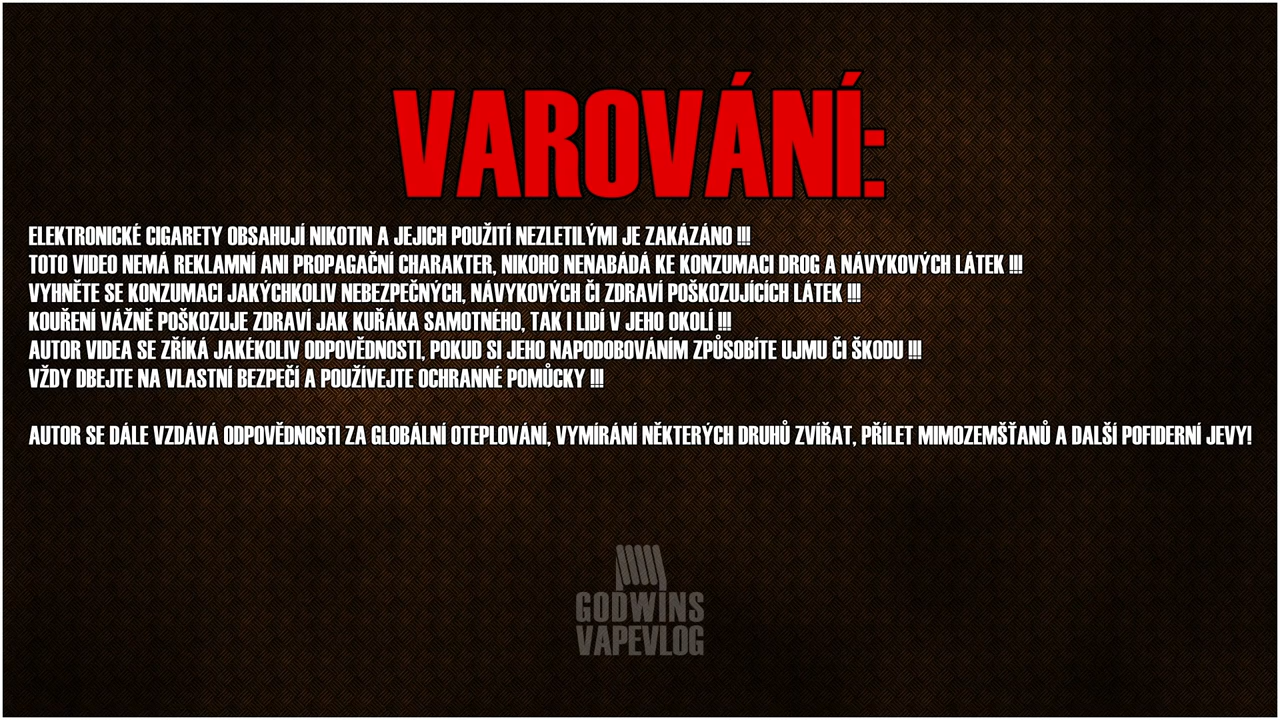 VAROVÁNÍ:
ELEKTRONICKÉ CIGARETY OBSAHUJÍ NIKOTIN A JEJICH POUŽITÍ NEZLETILÝMI JE ZAKÁZÁNO !!!
TOTO VIDEO NEMÁ REKLAMNÍ ANI PROPAGAČNÍ CHARAKTER, NIKOHO NENABÁDÁ KE KONZUMACI DROG A NÁVYKOVÝCH LÁTEK !!!
VYHNĚTE SE KONZUMACI JAKÝCHKOLIV NEBEZPEČNÝCH, NÁVYKOVÝCH ČI ZDRAVÍ POŠKOZUJÍCÍCH LÁTEK !!!
KOUŘENÍ VÁŽNĚ POŠKOZUJE ZDRAVÍ JAK KUŘÁKA SAMOTNÉHO, TAK I LIDÍ V JEHO OKOLÍ !!!
AUTOR VIDEA SE ZŘÍKÁ JAKÉKOLIV ODPOVĚDNOSTI, POKUD SI JEHO NAPODOBOVÁNÍM ZPŮSOBÍTE UJMU ČI ŠKODU !!!
VŽDY DBEJTE NA VLASTNÍ BEZPEČÍ A POUŽÍVEJTE OCHRANNÉ POMŮCKY !!!
AUTOR SE DÁLE VZDÁVÁ ODPOVĚDNOSTI ZA GLOBÁLNÍ OTEPLOVÁNÍ, VYMÍRÁNÍ NĚKTERÝCH DRUHŮ ZVÍŘAT, PŘÍLET MIMOZEMŠŤANŮ A DALŠÍ POFIDERNÍ JEVY!
GODWINS
VAPEVLOG